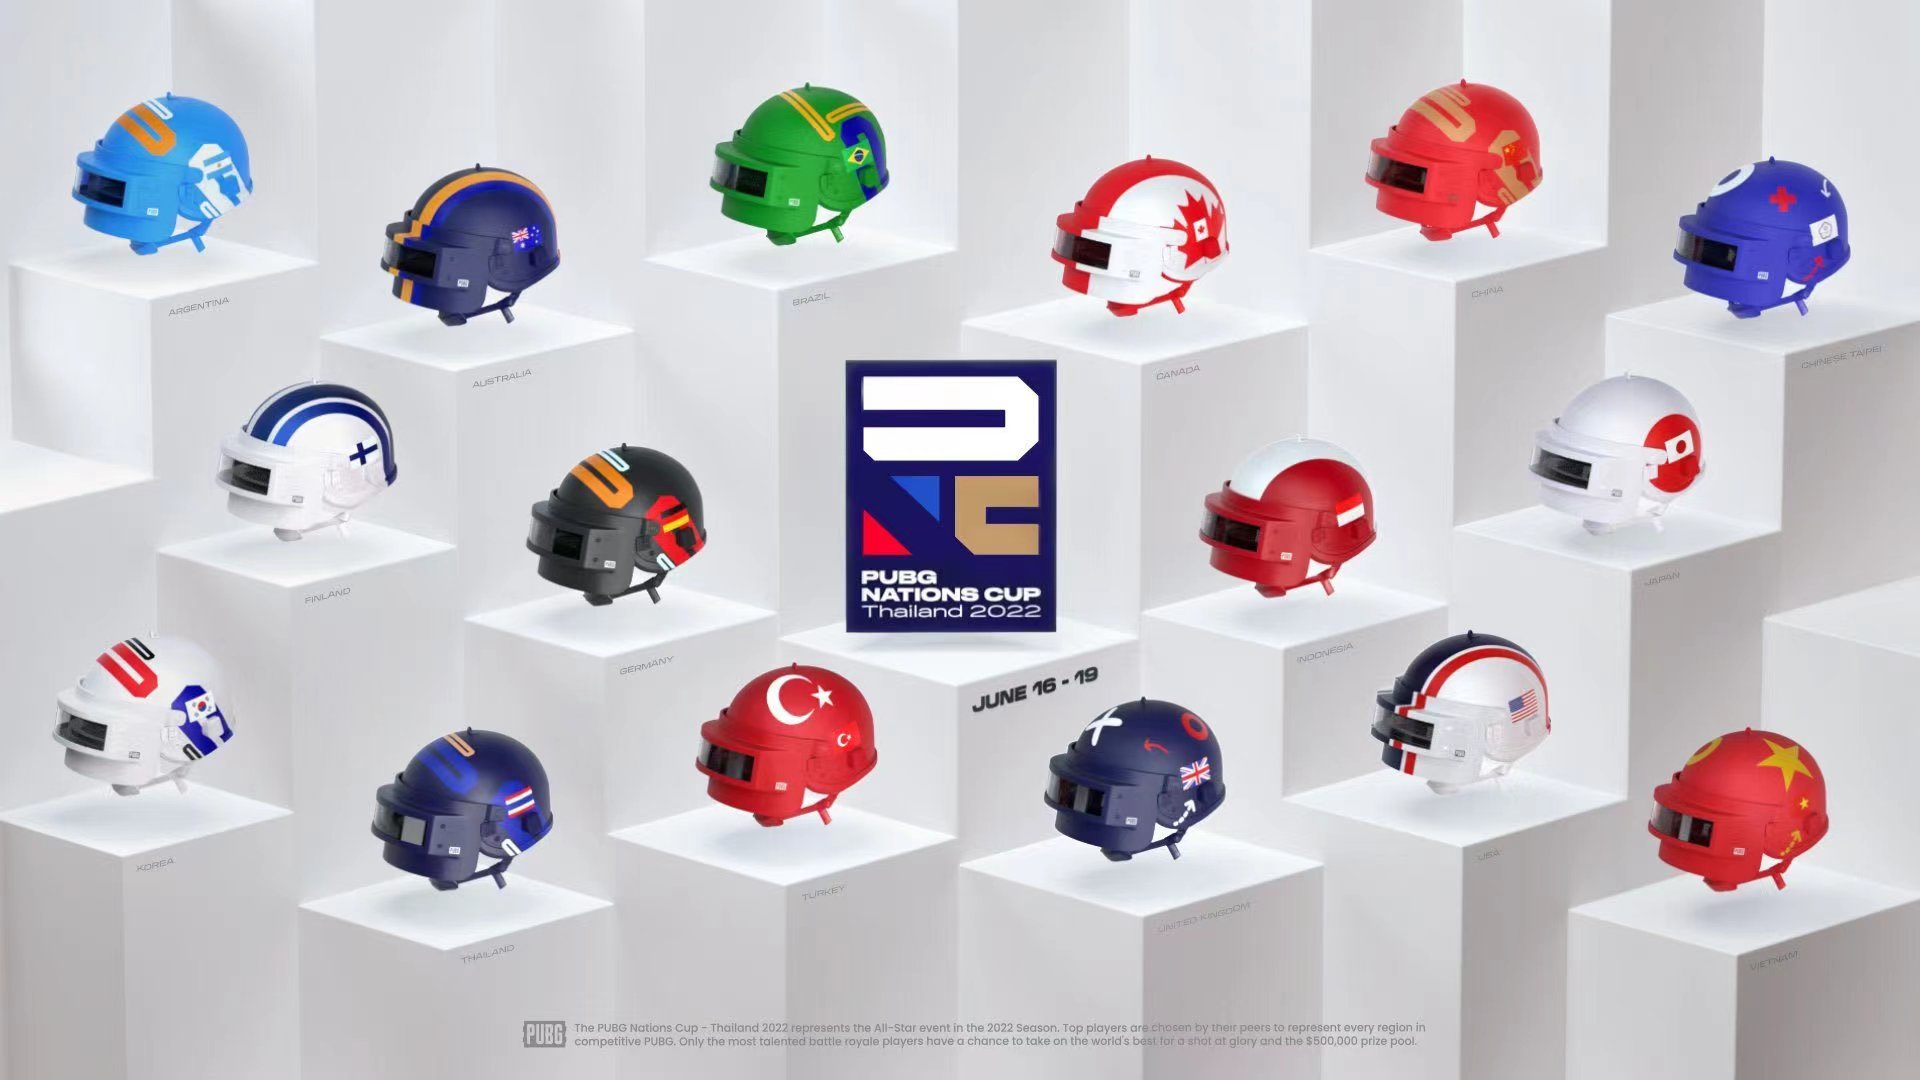 ARGENTINA
AUSTRALIA
BRAZIL
CANADA
CHINA
CHINESE TAIPEI
FINLAND
GERMANY
PUBG
NATIONS CUP
Thailand 2022
JUNE 16 - 19
INDONESIA
JAPAN
KOREA
THAILAND
TURKEY
UNITED KINGDOM
USA
VIETNAM
PUBG
The PUBG Nations Cup - Thailand 2022 represents the All-Star event in the 2022 Season. Top players are chosen by their peers to represent every region in
competitive PUBG. Only the most talented battle royale players have a chance to take on the world's best for a shot at glory and the $500,000 prize pool.